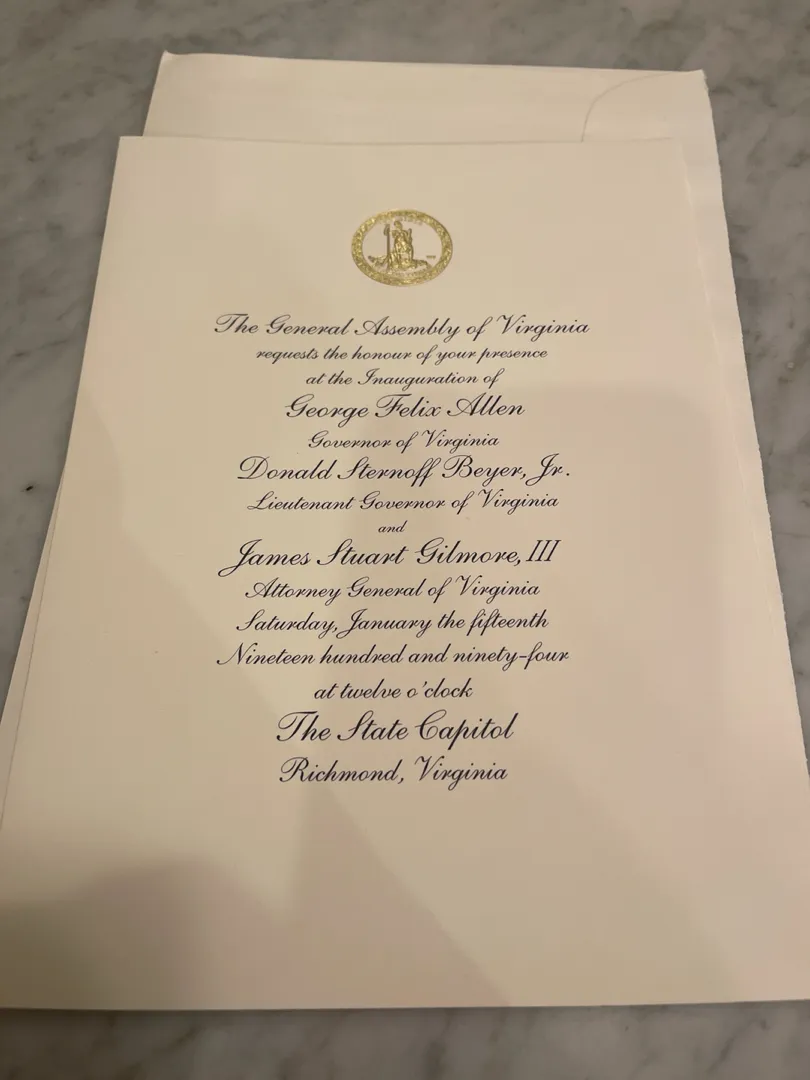 The General Assembly of Virginia
requests the honour of your presence
at the Inauguration of
George Felix Allen
Governor of Virginia
Donald Sternoff Beyer, Jr.
Lieutenant Governor of Virginia
and
James Stuart Gilmore, III
Attorney General of Virginia
Saturday, January the fifteenth
Nineteen hundred and ninety-four
at twelve o'clock
The State Capitol
Richmond, Virginia